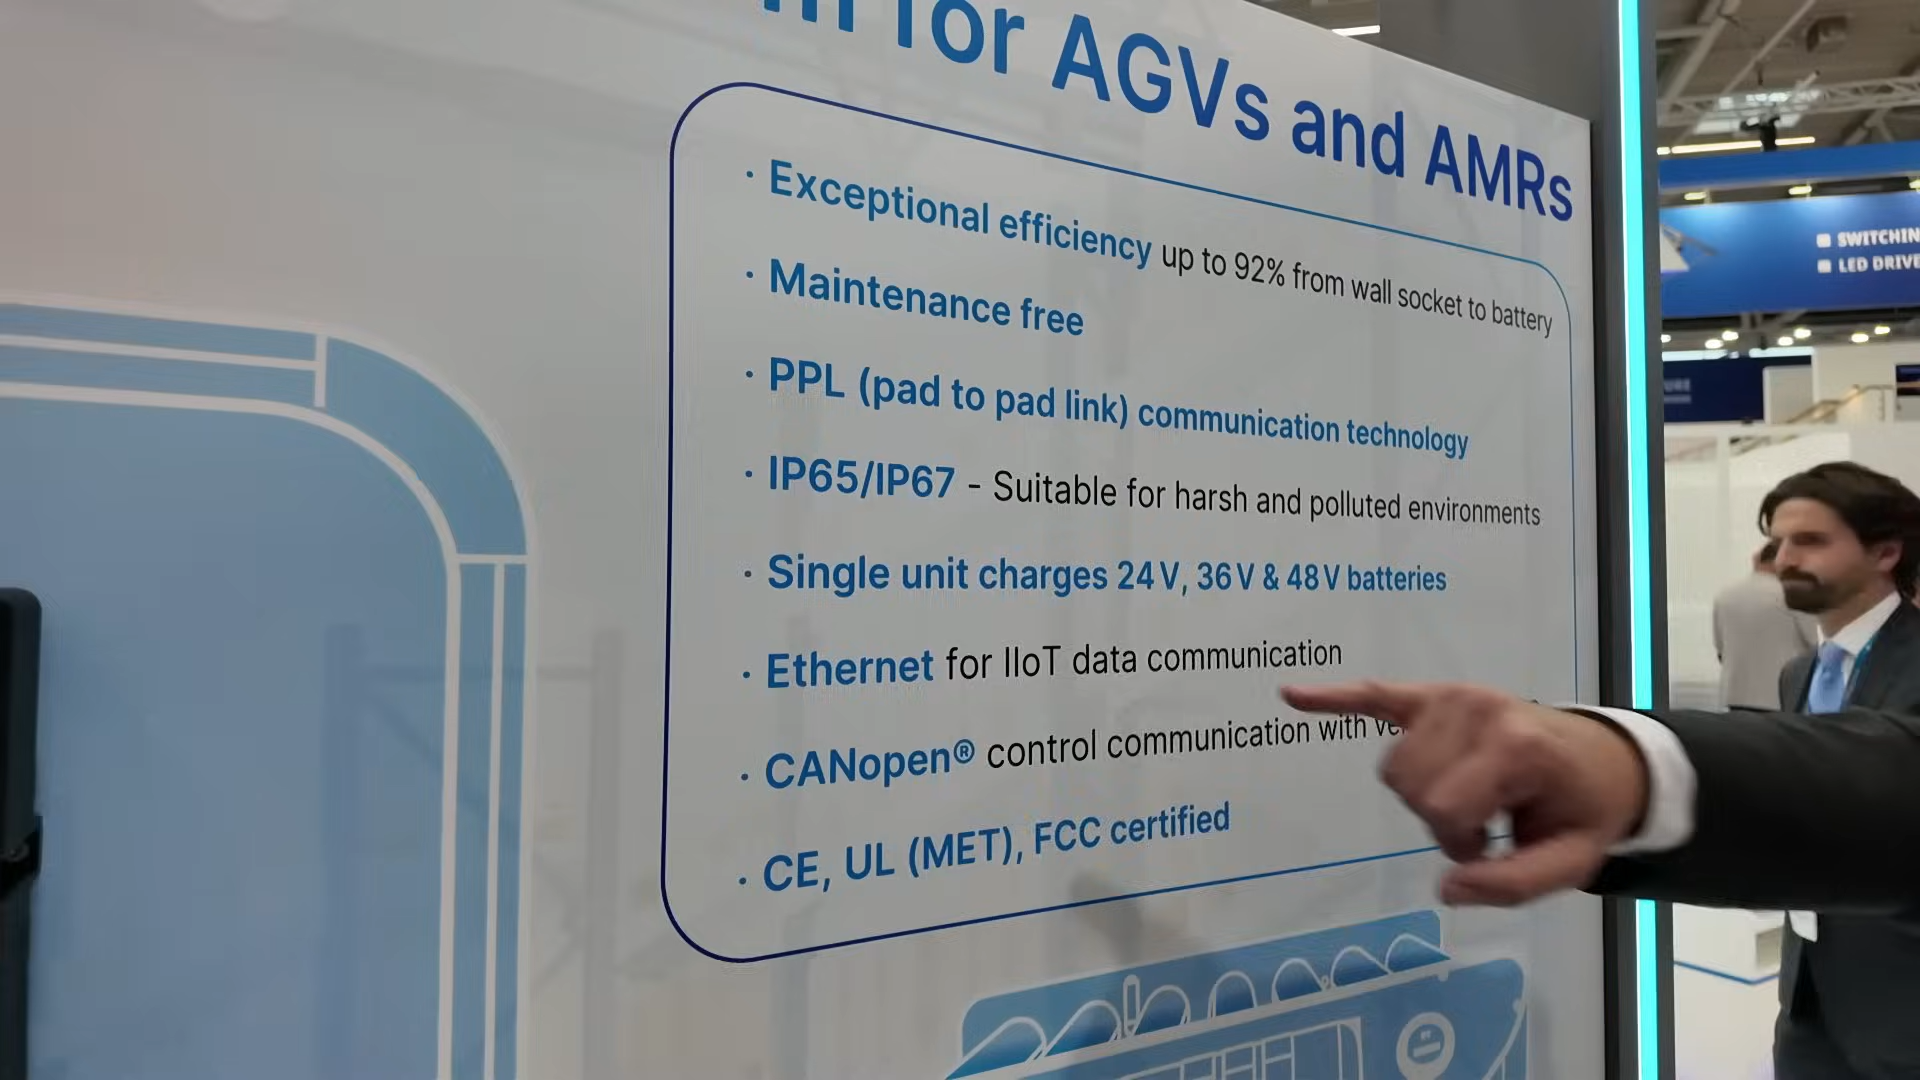 for AGVs and AMRs
· Exceptional efficiency up to 92% from wall socket to battery
· Maintenance free
· PPL (pad to pad link) communication technology
· IP65/IP67 - Suitable for harsh and polluted environments
· Single unit charges 24 V, 36 V & 48 V batteries
· Ethernet for IIoT data communication
· CANopen® control communication with
· CE, UL (MET), FCC certified
SWITCHIN
LED DRIVE